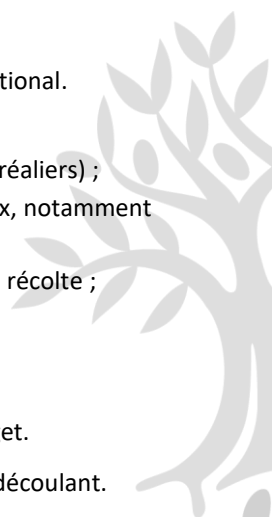 tional.
réaliers) ;
x, notamment
récolte ;
et.
découlant.